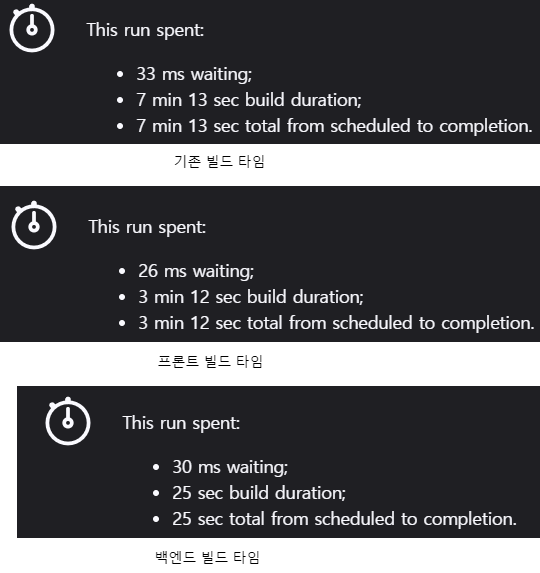 This run spent:
• 33 ms waiting;
• 7 min 13 sec build duration;
• 7 min 13 sec total from scheduled to completion.
기존 빌드 타임
This run spent:
• 26 ms waiting;
• 3 min 12 sec build duration;
• 3 min 12 sec total from scheduled to completion.
프론트 빌드 타임
This run spent:
• 30 ms waiting;
• 25 sec build duration;
• 25 sec total from scheduled to completion.
백엔드 빌드 타임